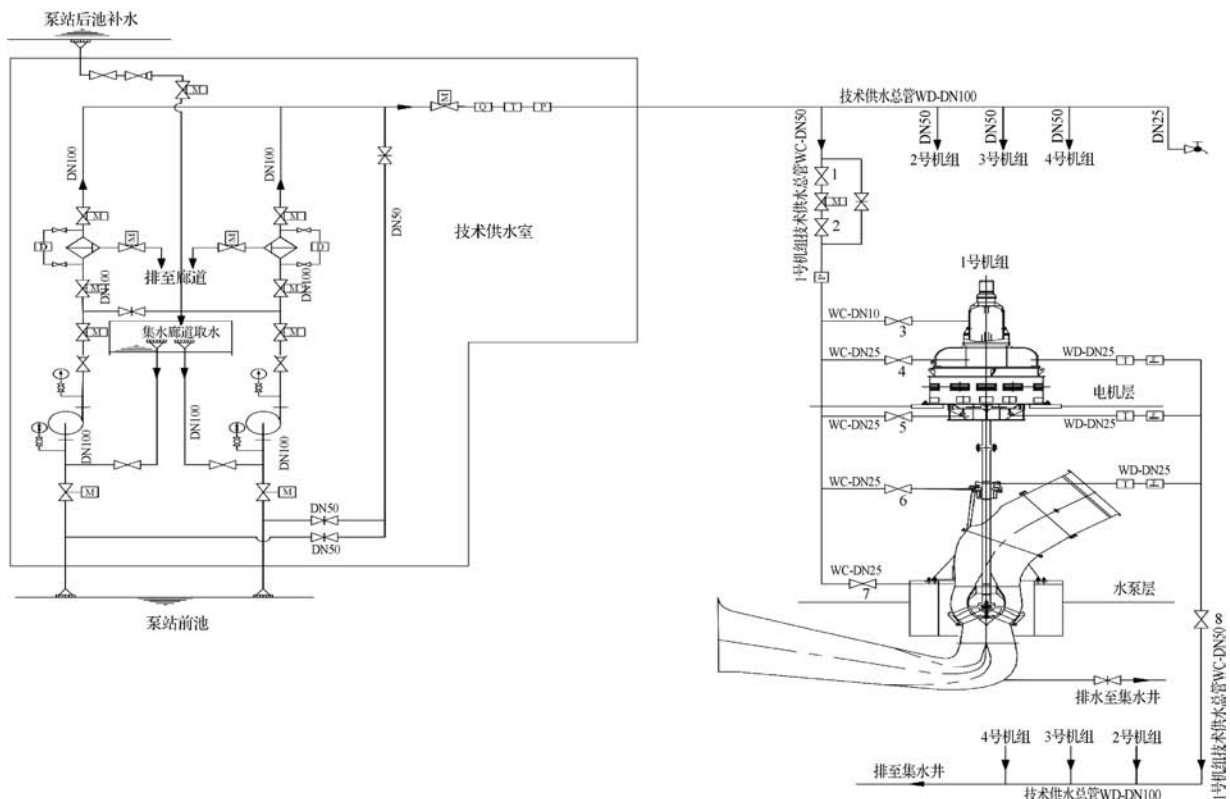 泵站后池补水
M
M
Q
T
P
技术供水总管WD-DN100
DN50
DN50
DN50
DN25
2号机组
3号机组
4号机组
1号机组技术供水总管WC-DN50
1
M
2
P
DN100
DN100
M
M
M
M
D
D
排至廊道
DN100
DN100
M
M
DN50
技术供水室
集水廊道取水
M
M
DN100
DN100
DN100
M
M
DN50
DN50
泵站前池
1号机组
WC-DN10
3
WC-DN25
4
WD-DN25
T
电机层
WC-DN25
5
WD-DN25
T
WC-DN25
6
WD-DN25
T
WC-DN25
7
水泵层
8
1号机组技术供水总管WC-DN50
排水至集水井
4号机组
3号机组
2号机组
排至集水井
技术供水总管WD-DN100